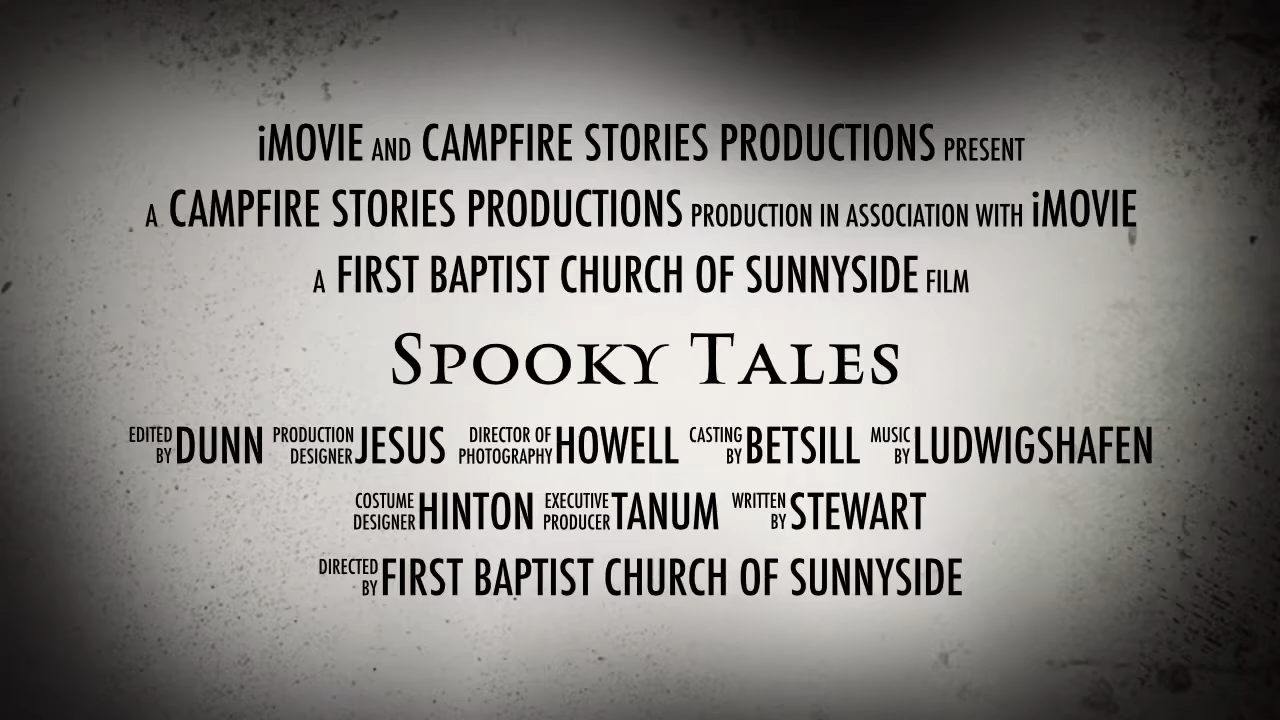 iMOVIE AND CAMPFIRE STORIES PRODUCTIONS PRESENT
A CAMPFIRE STORIES PRODUCTIONS PRODUCTION IN ASSOCIATION WITH iMOVIE
A FIRST BAPTIST CHURCH OF SUNNYSIDE FILM
SPOOKY TALES
EDITED BY DUNN PRODUCTION DESIGNER JESUS DIRECTOR OF PHOTOGRAPHY HOWELL CASTING BY BETSILL MUSIC BY LUDWIGSHAFEN
COSTUME DESIGNER HINTON EXECUTIVE PRODUCER TANUM WRITTEN BY STEWART
DIRECTED BY FIRST BAPTIST CHURCH OF SUNNYSIDE